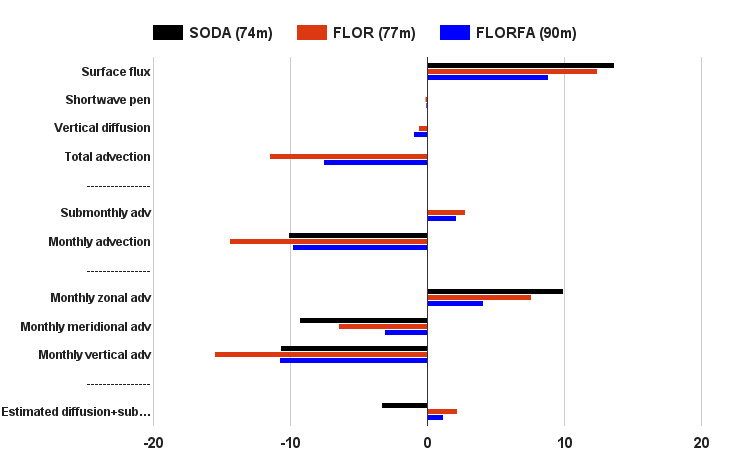 SODA (74m) FLOR (77m) FLORFA (90m)
Surface flux
Shortwave pen
Vertical diffusion
Total advection
---------------
Submonthly adv
Monthly advection
---------------
Monthly zonal adv
Monthly meridional adv
Monthly vertical adv
---------------
Estimated diffusion+sub…
-20 -10 0 10 20